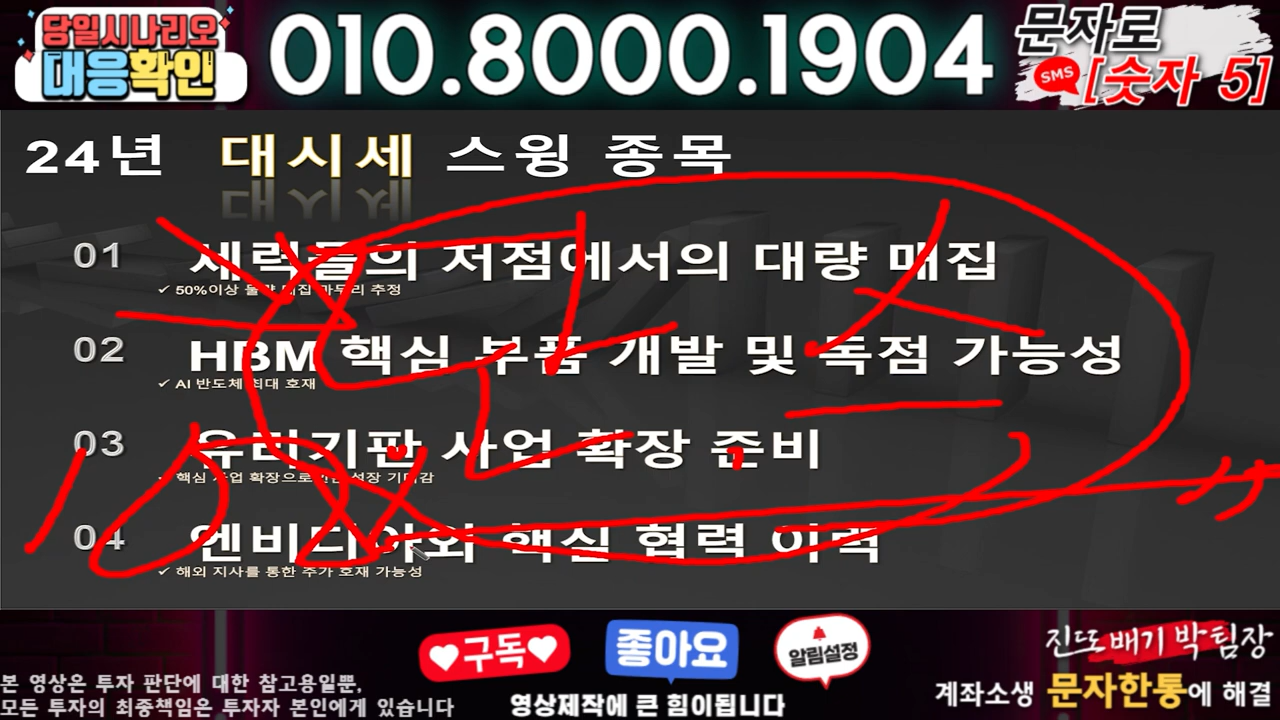 당일시나리오
대응확인
010.8000.1904
문자로
SMS
[숫자 5]
24년 대시세 스윙 종목
01 세력들의 저점에서의 대량 매집
✓ 50%이상 물량 매집 마무리 추정
02 HBM 핵심 부품 개발 및 독점 가능성
✓ AI 반도체 최대 호재
03 유리기판 사업 확장 준비
✓ 핵심 사업 확장으로 인한 성장 기대감
04 엔비디아와 핵심 협력 이력
✓ 해외 지사를 통한 추가 호재 가능성
구독
좋아요
알림설정
영상제작에 큰 힘이됩니다
본 영상은 투자 판단에 대한 참고용일뿐,
모든 투자의 최종책임은 투자자 본인에게 있습니다
진또배기 박팀장
계좌소생 문자한통에 해결